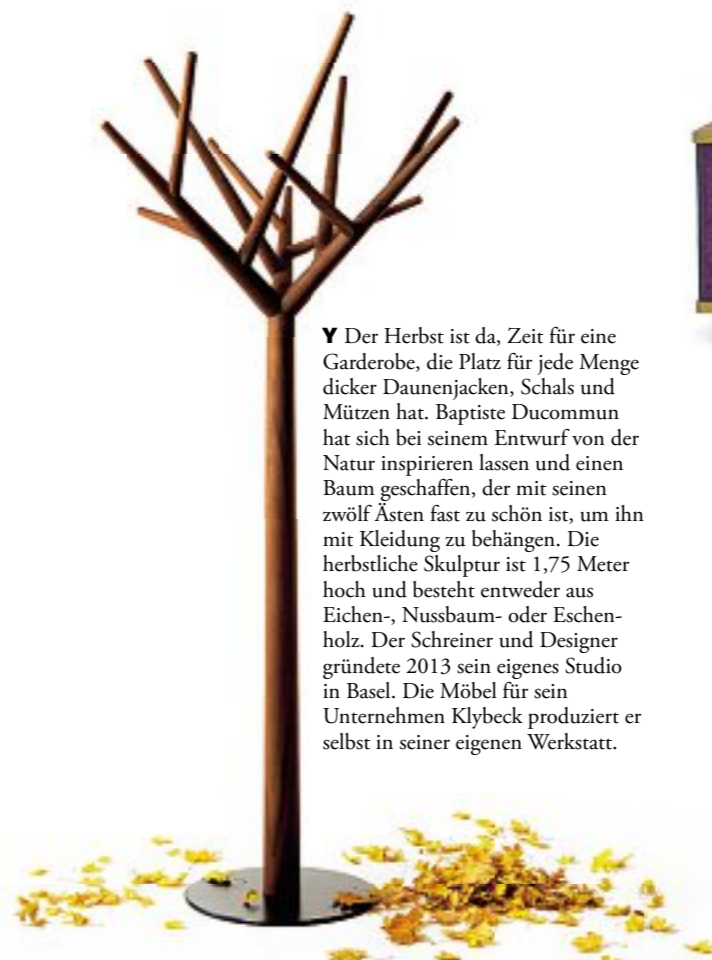 Y Der Herbst ist da, Zeit für eine
Garderobe, die Platz für jede Menge
dicker Daunenjacken, Schals und
Mützen hat. Baptiste Ducommun
hat sich bei seinem Entwurf von der
Natur inspirieren lassen und einen
Baum geschaffen, der mit seinen
zwölf Ästen fast zu schön ist, um ihn
mit Kleidung zu behängen. Die
herbstliche Skulptur ist 1,75 Meter
hoch und besteht entweder aus
Eichen-, Nussbaum- oder Eschen-
holz. Der Schreiner und Designer
gründete 2013 sein eigenes Studio
in Basel. Die Möbel für sein
Unternehmen Klybeck produziert er
selbst in seiner eigenen Werkstatt.